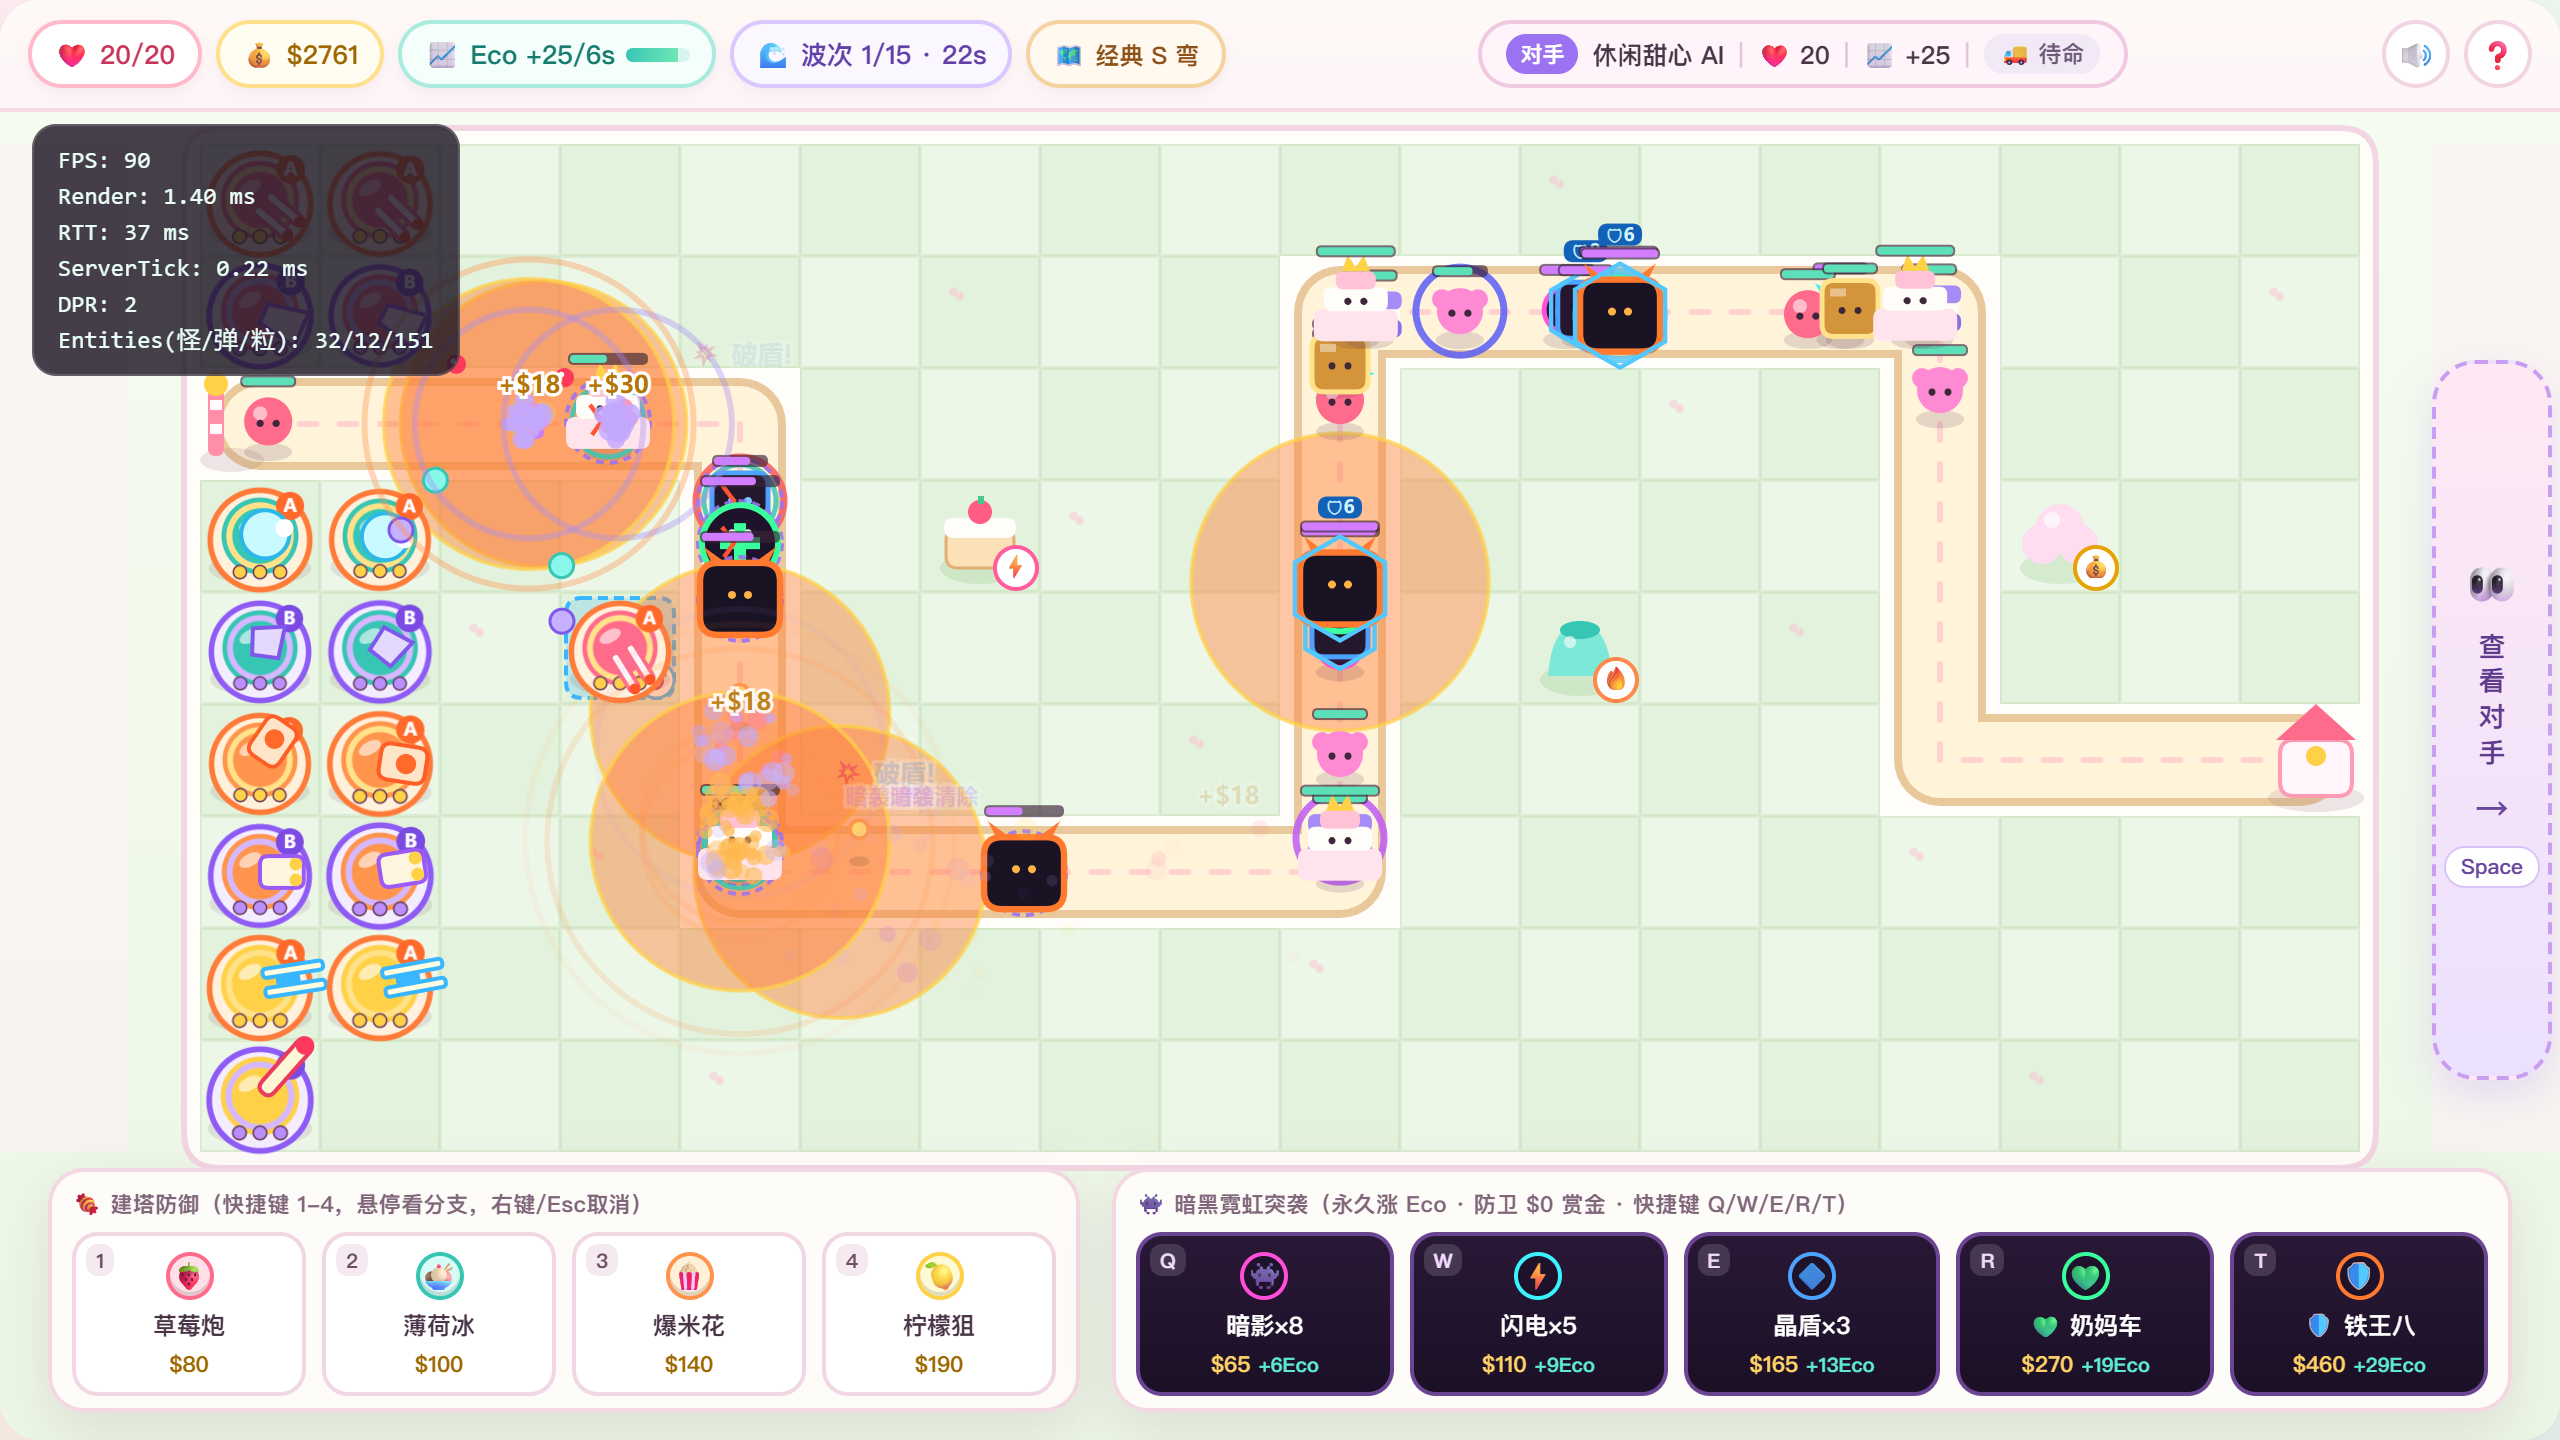 20/20
$2761
Eco +25/6s
波次 1/15 · 22s
经典 S 弯
对手 休闲甜心 AI | 20 | +25 | 待命
FPS: 90
Render: 1.40 ms
RTT: 37 ms
ServerTick: 0.22 ms
DPR: 2
Entities(怪/弹/粒): 32/12/151
A A
B B
6
6
破盾!
+$18 +$30
A A
A
B B
+$18
A
破盾!
+$18
B B
A A
查看对手
→
Space
建塔防御（快捷键 1–4，悬停看分支，右键/Esc取消）
1
草莓炮
$80
2
薄荷冰
$100
3
爆米花
$140
4
柠檬狙
$190
暗黑霓虹突袭（永久涨 Eco · 防卫 $0 赏金 · 快捷键 Q/W/E/R/T）
Q
暗影×8
$65 +6Eco
W
闪电×5
$110 +9Eco
E
晶盾×3
$165 +13Eco
R
奶妈车
$270 +19Eco
T
铁王八
$460 +29Eco